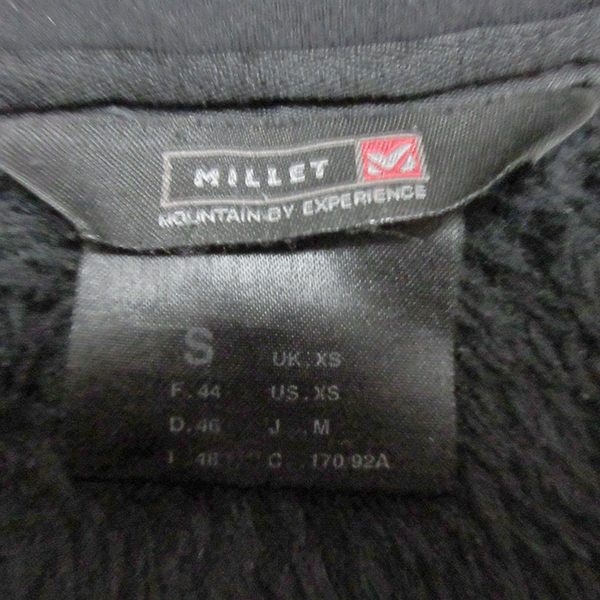 MILLET
MOUNTAIN BY EXPERIENCE
S
UK.XS
F.44 US.XS
D.46 J .M
I .48 C .170.92A